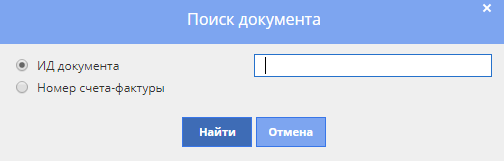 Поиск документа
ИД документа
Номер счета-фактуры
Найти Отмена